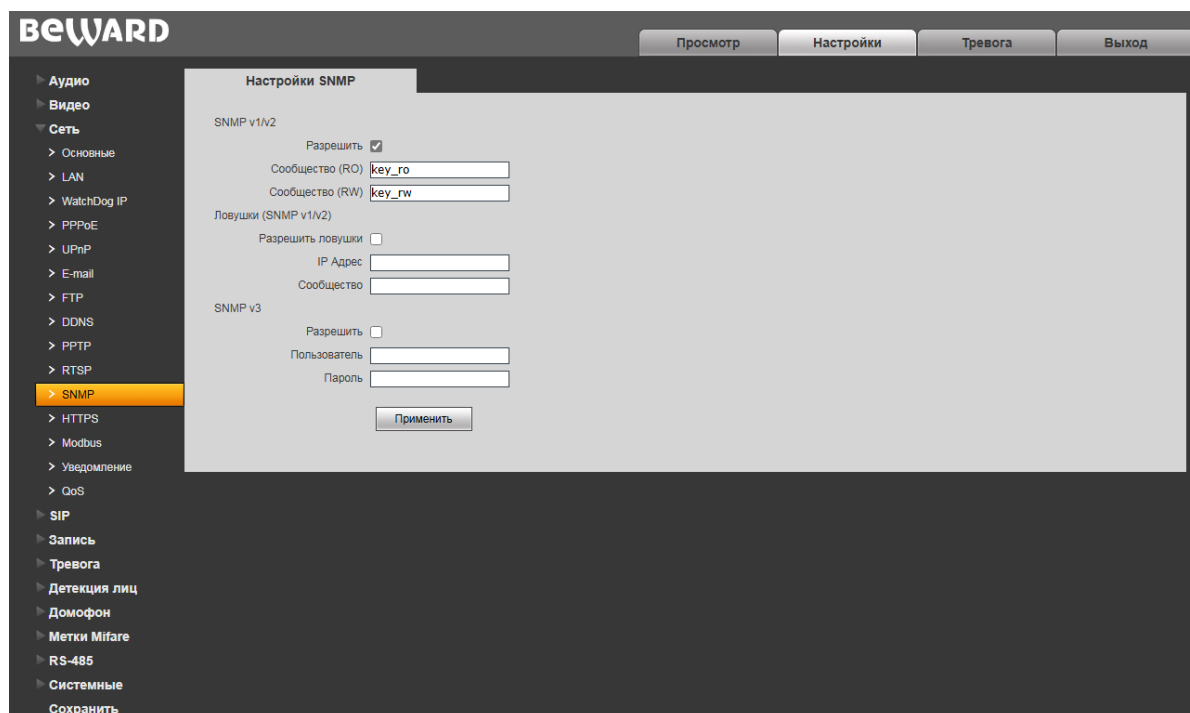 BEWARD
Просмотр
Настройки
Тревога
Выход
Аудио
Видео
Сеть
> Основные
> LAN
> WatchDog IP
> PPPoE
> UPnP
> E-mail
> FTP
> DDNS
> PPTP
> RTSP
> SNMP
> HTTPS
> Modbus
> Уведомление
> QoS
SIP
Запись
Тревога
Детекция лиц
Домофон
Метки Mifare
RS-485
Системные
Сохранить
Настройки SNMP
SNMP v1/v2
Разрешить
Сообщество (RO) key_ro
Сообщество (RW) key_rw
Ловушки (SNMP v1/v2)
Разрешить ловушки
IP Адрес
Сообщество
SNMP v3
Разрешить
Пользователь
Пароль
Применить